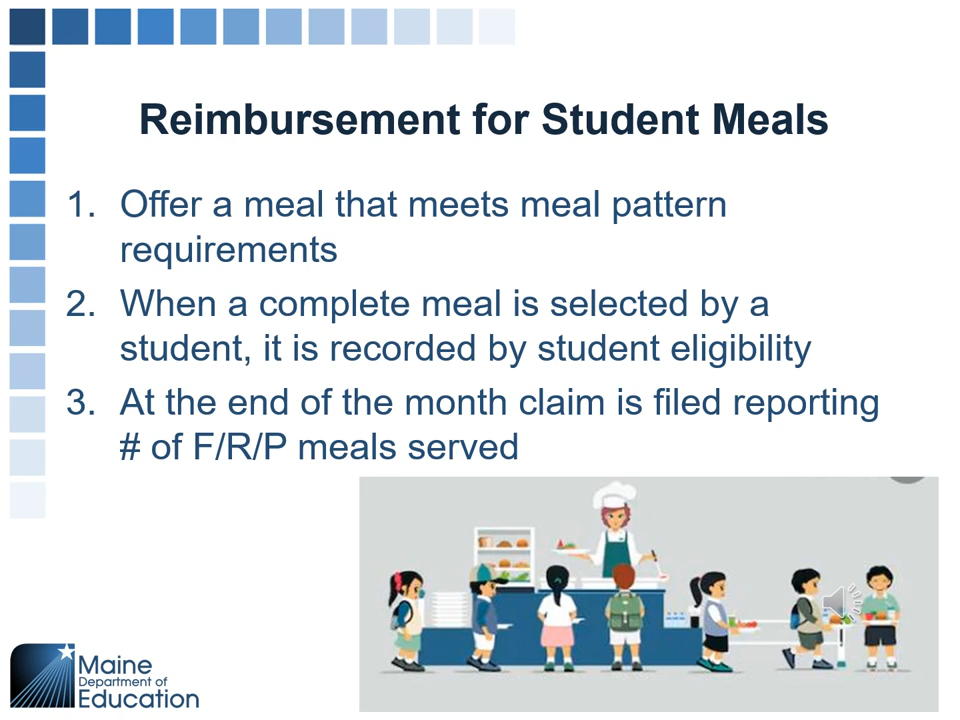 Reimbursement for Student Meals
1. Offer a meal that meets meal pattern
requirements
2. When a complete meal is selected by a
student, it is recorded by student eligibility
3. At the end of the month claim is filed reporting
# of F/R/P meals served
Maine
Department of
Education